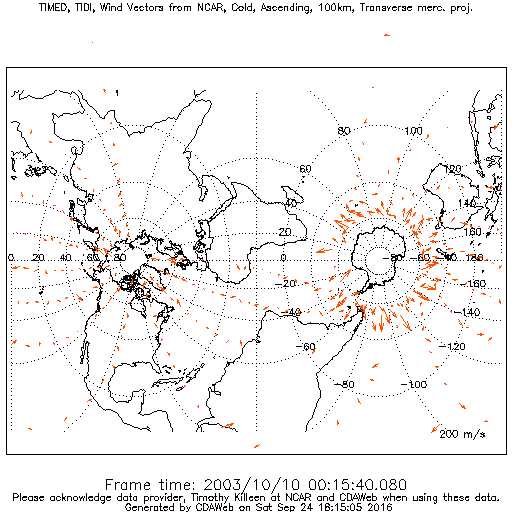 TIMED, TIDI, Wind Vectors from NCAR, Cold, Ascending, 100km, Transverse merc. proj.
80 100
60 120
40 140
20 160
0 20 40 60 80 0 -80 -60 180
-20 -160
-40 -140
-60 -120
-80 -100
200 m/s
Frame time: 2003/10/10 00:15:40.080
Please acknowledge data provider, Timothy Killeen at NCAR and CDAWeb when using these data.
Generated by CDAWeb on Sat Sep 24 16:15:05 2016